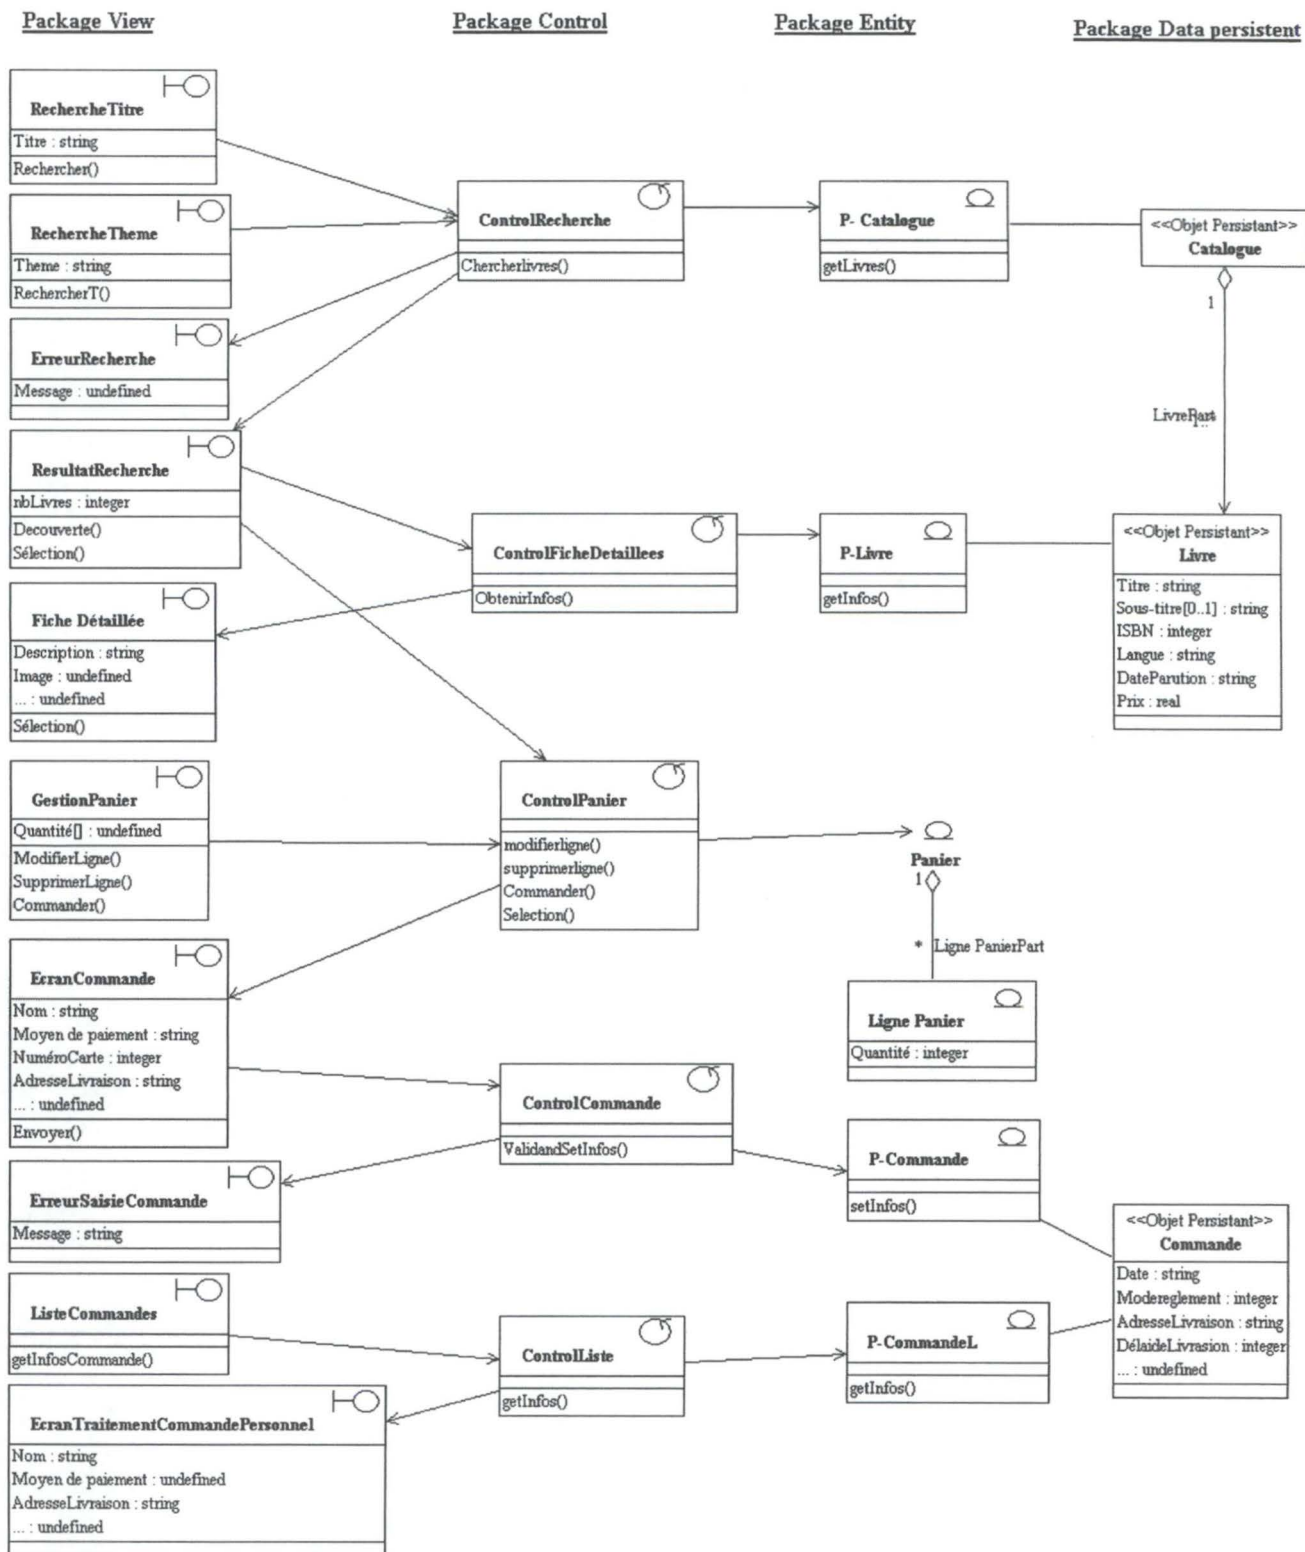 Package View
Package Control
Package Entity
Package Data persistent
RechercheTitre
Titre : string
Rechercher()
RechercheTheme
Theme : string
RechercherT()
ErreurRecherche
Message : undefined
ResultatRecherche
nbLivres : integer
Decouverte()
Sélection()
Fiche Détaillée
Description : string
Image : undefined
... : undefined
Sélection()
GestionPanier
Quantité[] : undefined
ModifierLigne()
SupprimerLigne()
Commander()
EcranCommande
Nom : string
Moyen de paiement : string
NuméroCarte : integer
AdresseLivraison : string
... : undefined
Envoyer()
ErreurSaisieCommande
Message : string
ListeCommandes
getInfosCommande()
EcranTraitementCommandePersonnel
Nom : string
Moyen de paiement : undefined
AdresseLivraison : string
... : undefined
ControlRecherche
Chercherlivres()
ControlFicheDetaillees
ObtenirInfos()
ControlPanier
modifierligne()
supprimerligne()
Commander()
Selection()
ControlCommande
ValidandSetInfos()
ControlListe
getInfos()
P- Catalogue
getLivres()
P-Livre
getInfos()
Panier
1
* Ligne PanierPart
Ligne Panier
Quantité : integer
P-Commande
setInfos()
P-CommandeL
getInfos()
<<Objet Persistant>>
Catalogue
1
LivrePart
<<Objet Persistant>>
Livre
Titre : string
Sous-titre[0..1] : string
ISBN : integer
Langue : string
DateParution : string
Prix : real
<<Objet Persistant>>
Commande
Date : string
Modereglement : integer
AdresseLivraison : string
DélaideLivrasion : integer
... : undefined